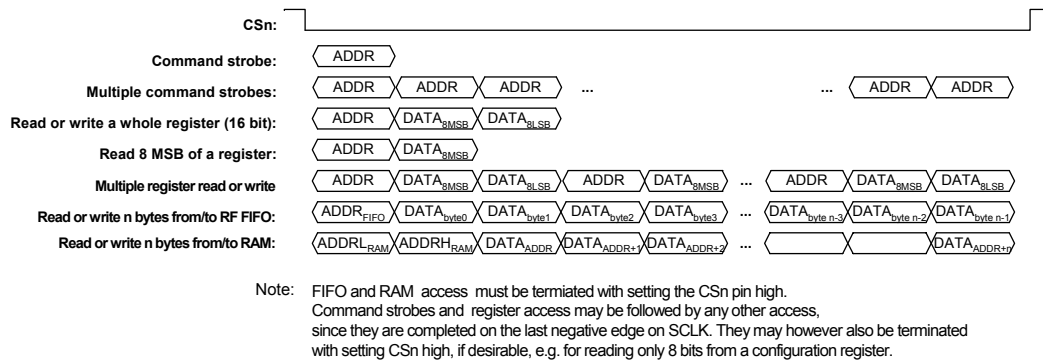 CSn:
Command strobe: ADDR
Multiple command strobes: ADDR ADDR ADDR ... ... ADDR ADDR
Read or write a whole register (16 bit): ADDR DATA8MSB DATA8LSB
Read 8 MSB of a register: ADDR DATA8MSB
Multiple register read or write ADDR DATA8MSB DATA8LSB ADDR DATA8MSB ... ADDR DATA8MSB DATA8LSB
Read or write n bytes from/to RF FIFO: ADDRFIFO DATAbyte0 DATAbyte1 DATAbyte2 DATAbyte3 ... DATAbyte n-3 DATAbyte n-2 DATAbyte n-1
Read or write n bytes from/to RAM: ADDRLRAM ADDRHRAM DATAADDR DATAADDR+1 DATAADDR+2 ... DATAADDR+n
Note: FIFO and RAM access must be termiated with setting the CSn pin high.
Command strobes and register access may be followed by any other access,
since they are completed on the last negative edge on SCLK. They may however also be terminated
with setting CSn high, if desirable, e.g. for reading only 8 bits from a configuration register.